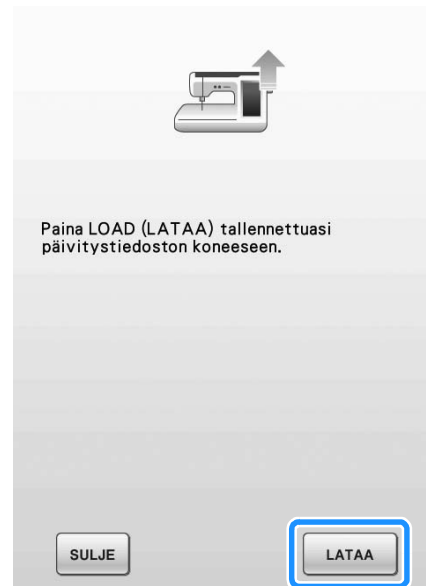 Paina LOAD (LATAA) tallennettuasi
päivitystiedoston koneeseen.
SULJE
LATAA